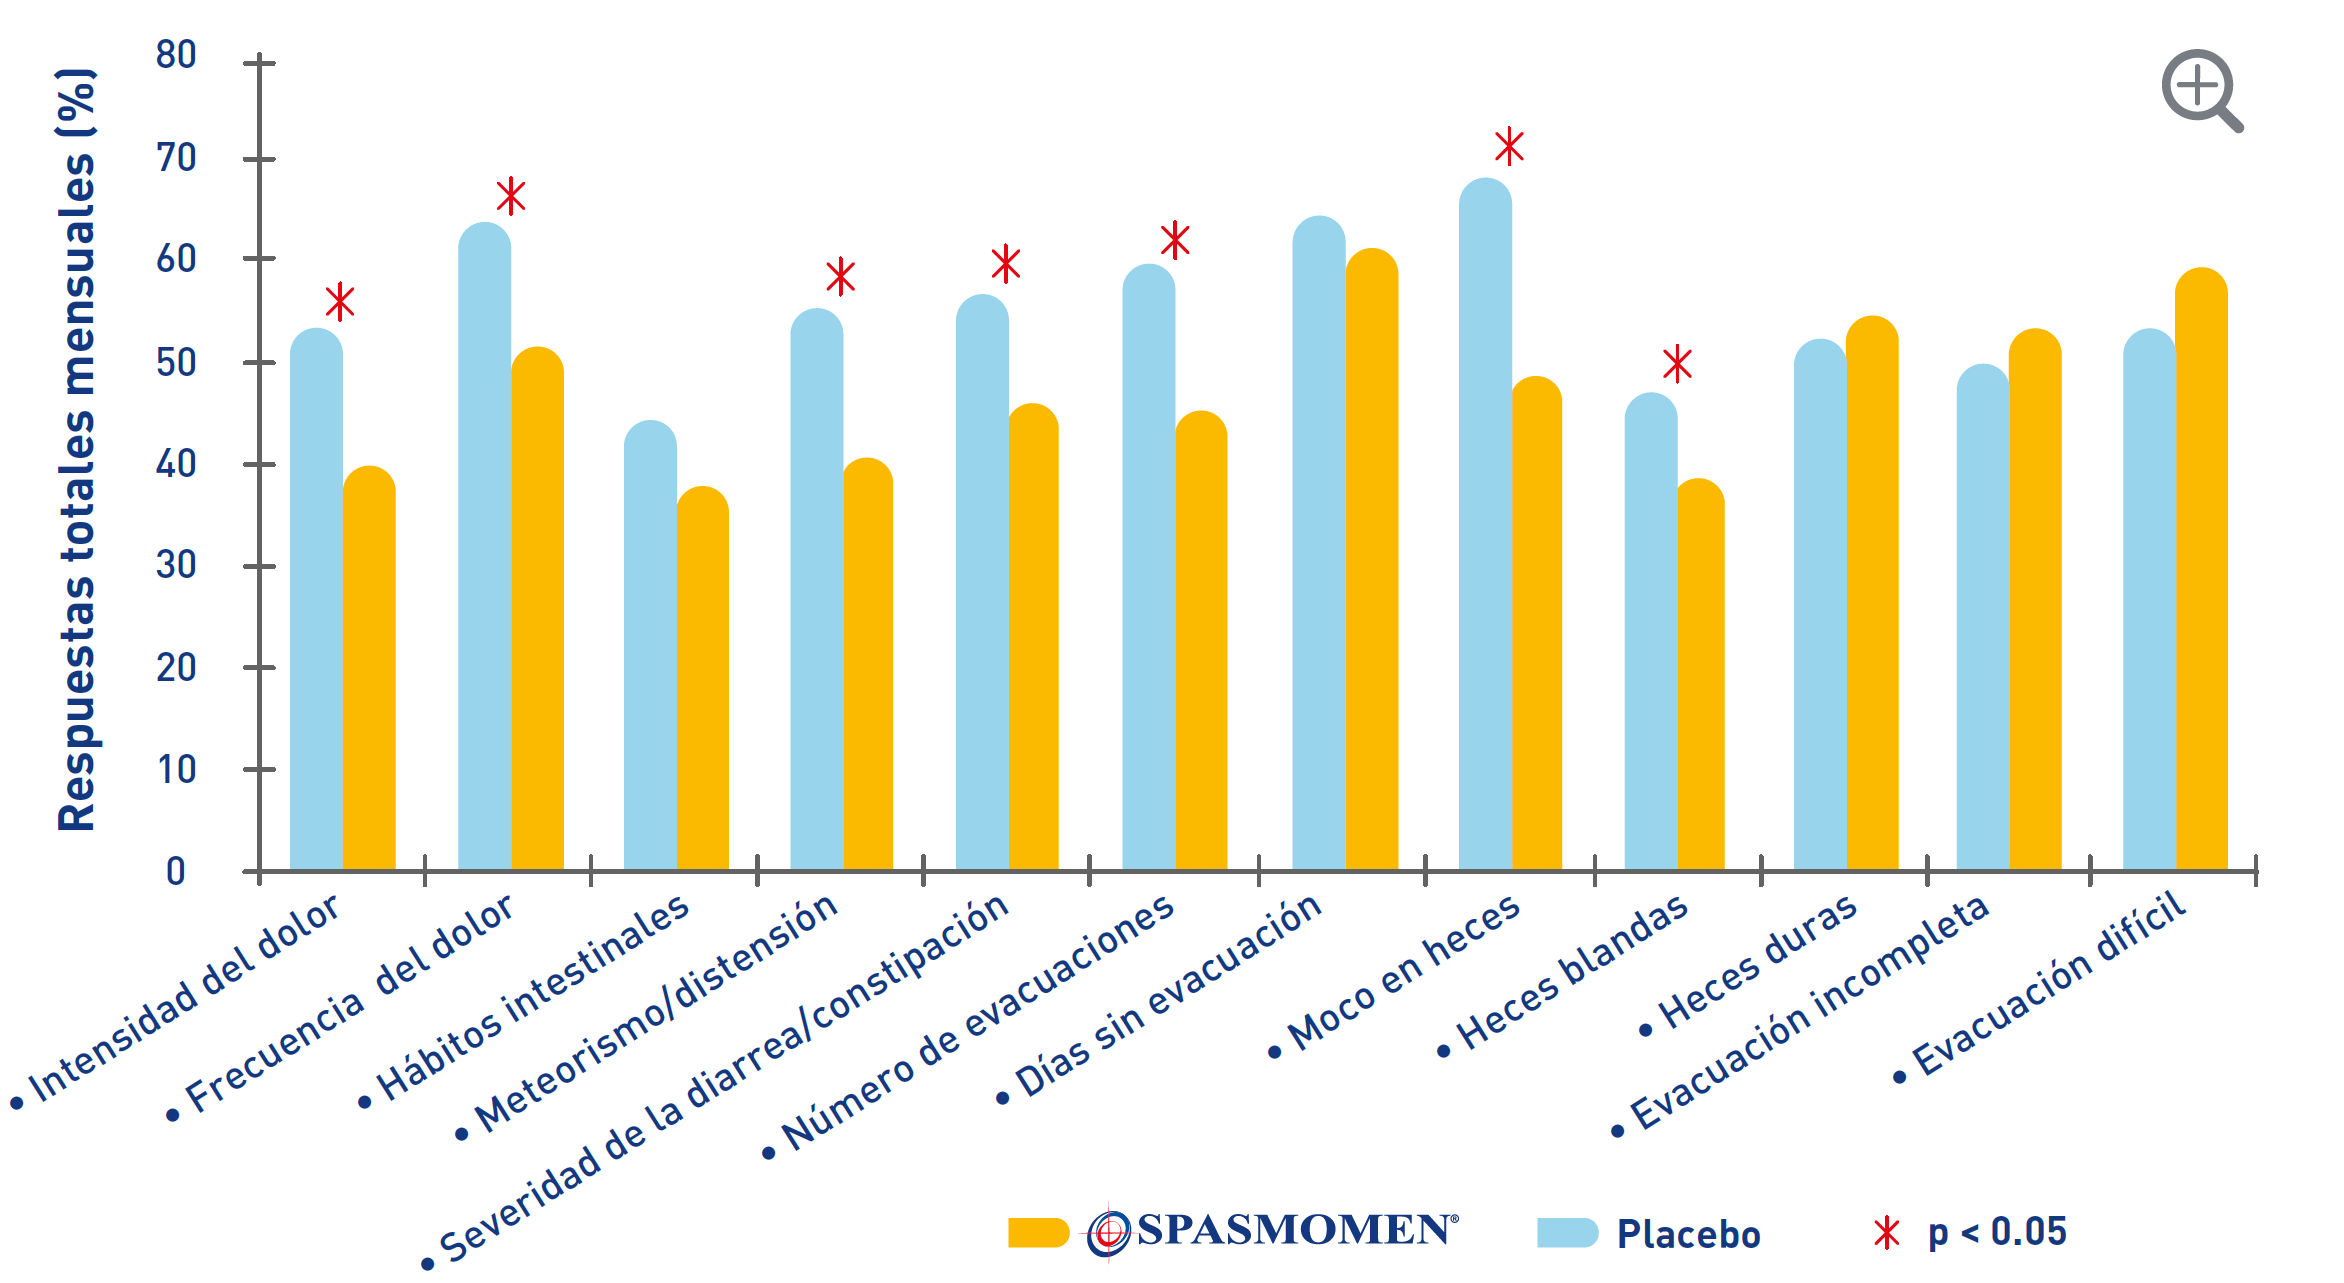 Respuestas totales mensuales (%)
80
70
60
50
40
30
20
10
0
• Intensidad del dolor
• Frecuencia del dolor
• Hábitos intestinales
• Meteorismo/distensión
• Severidad de la diarrea/constipación
• Número de evacuaciones
• Días sin evacuación
• Moco en heces
• Heces blandas
• Heces duras
• Evacuación incompleta
• Evacuación difícil
SPASMOMEN®
Placebo
p < 0.05